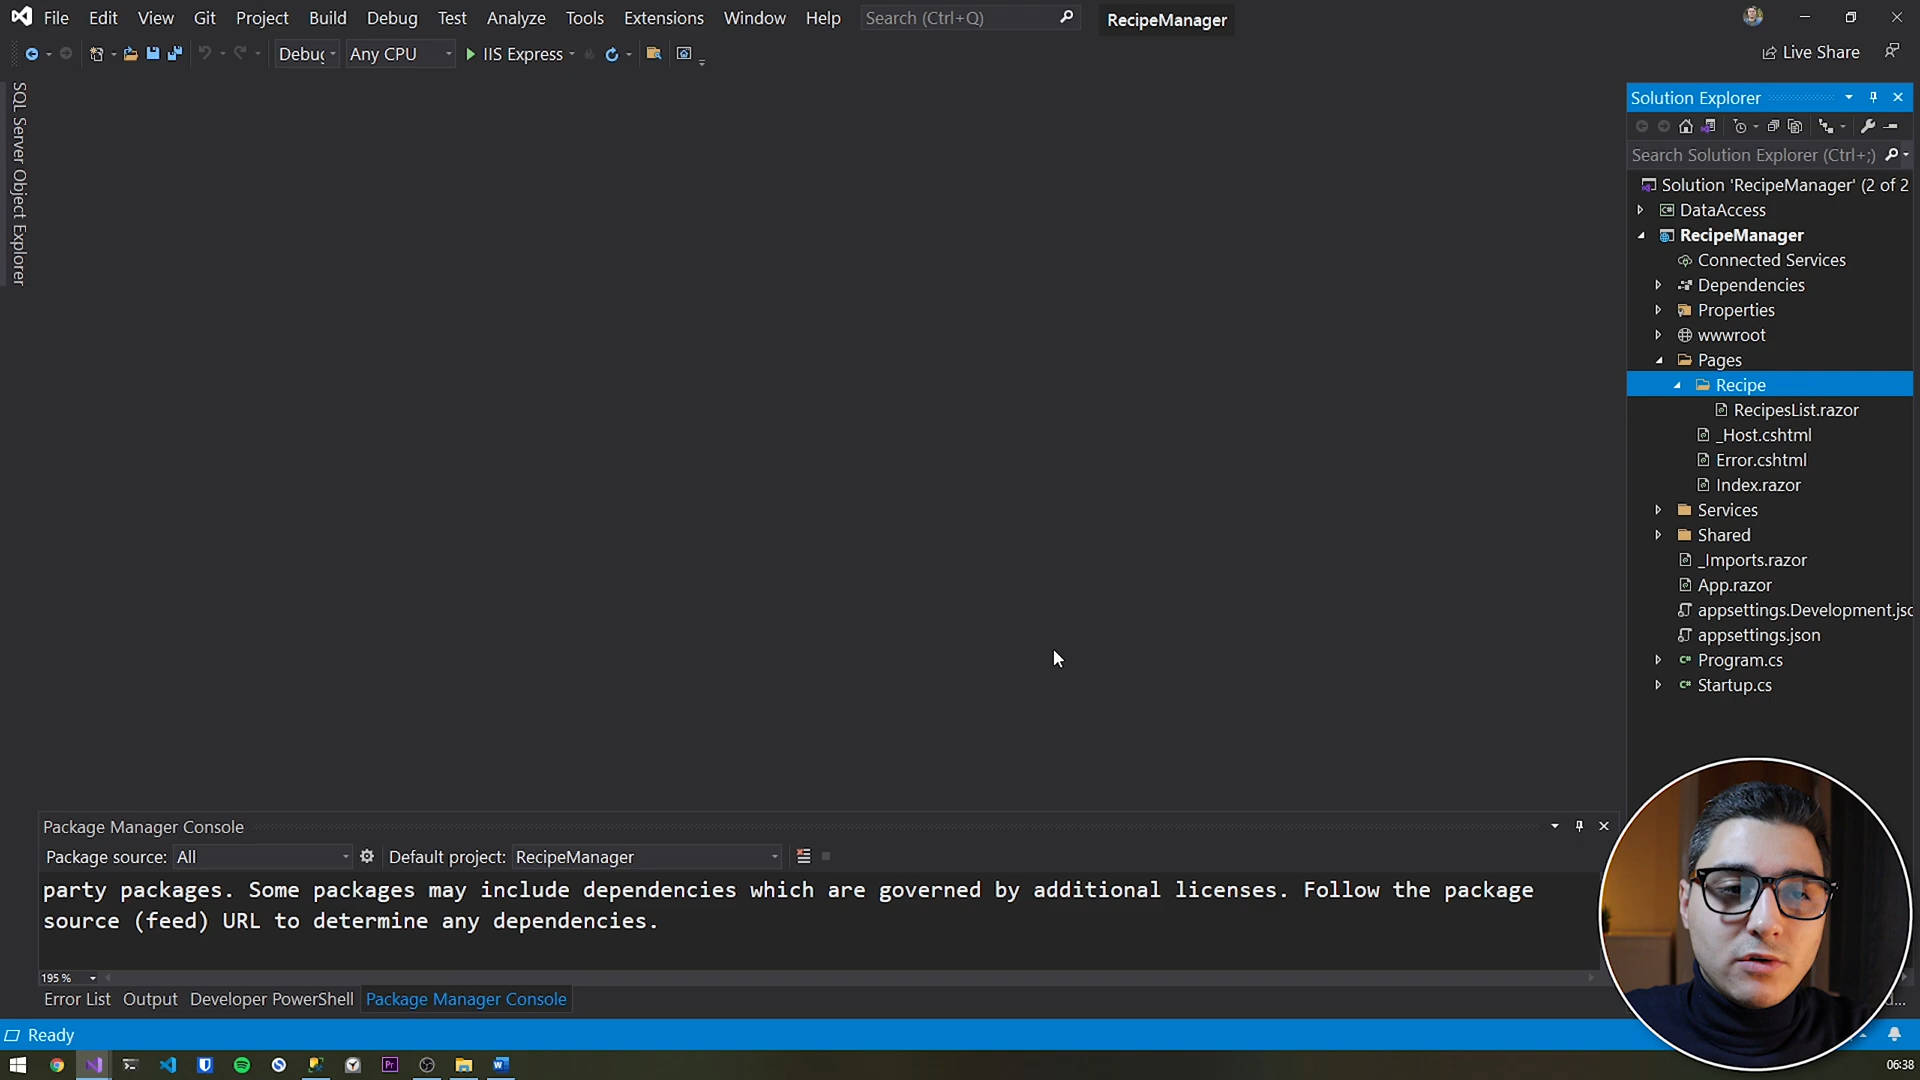 File Edit View Git Project Build Debug Test Analyze Tools Extensions Window Help Search (Ctrl+Q) RecipeManager
Debug Any CPU IIS Express Live Share
SQL Server Object Explorer
Solution Explorer
Search Solution Explorer (Ctrl+;)
Solution 'RecipeManager' (2 of 2
DataAccess
RecipeManager
Connected Services
Dependencies
Properties
wwwroot
Pages
Recipe
RecipesList.razor
_Host.cshtml
Error.cshtml
Index.razor
Services
Shared
_Imports.razor
App.razor
appsettings.Development.jsc
appsettings.json
C# Program.cs
C# Startup.cs
Package Manager Console
Package source: All Default project: RecipeManager
party packages. Some packages may include dependencies which are governed by additional licenses. Follow the package
source (feed) URL to determine any dependencies.
195 %
Error List Output Developer PowerShell Package Manager Console
Ready
06:38